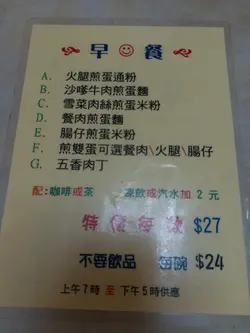 早 餐
A. 火腿煎蛋通粉
B. 沙嗲牛肉煎蛋麵
C. 雪菜肉絲煎蛋米粉
D. 餐肉煎蛋麵
E. 腸仔煎蛋米粉
F. 煎雙蛋可選餐肉\火腿\腸仔
G. 五香肉丁
配:咖啡或茶 凍飲或汽水加 2 元
特價每款 $27
不要飲品 每碗 $24
上午7時 至 下午5時供應